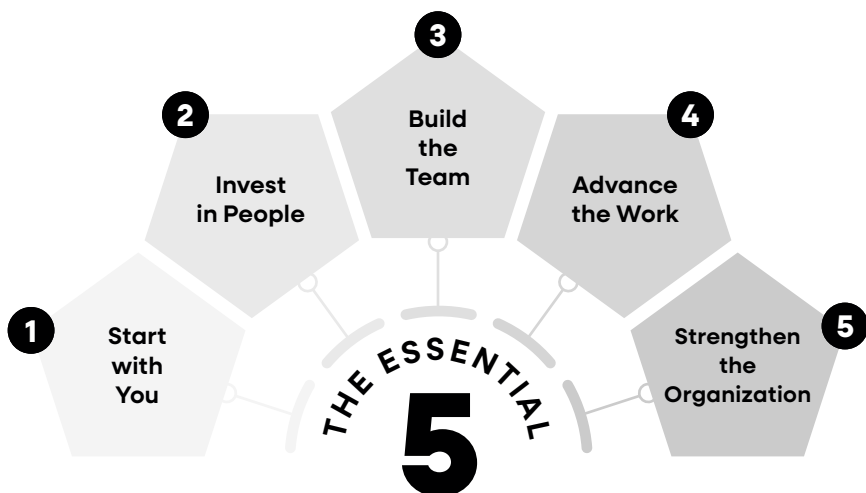 1
Start
with
You
2
Invest
in People
3
Build
the
Team
4
Advance
the Work
5
Strengthen
the
Organization
THE ESSENTIAL
5